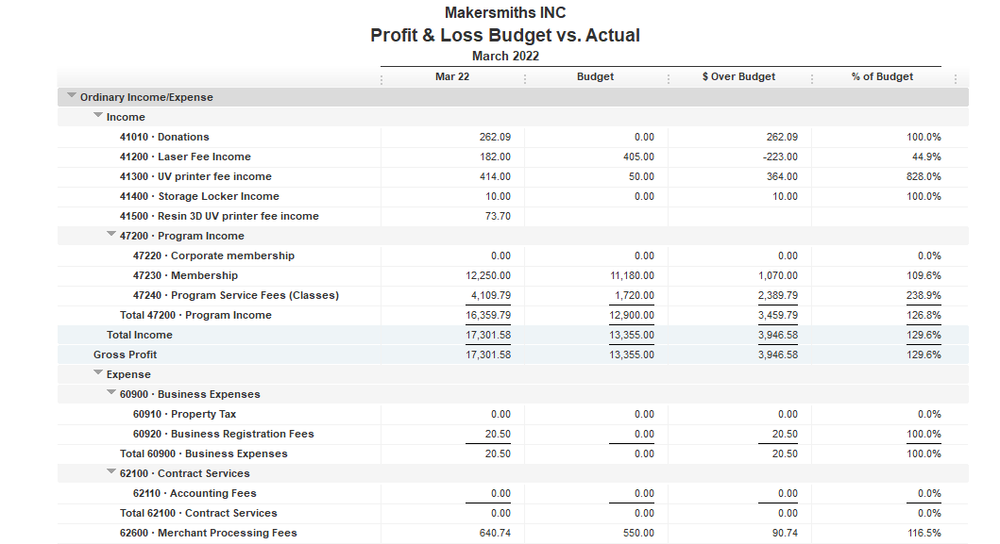 Makersmiths INC
Profit & Loss Budget vs. Actual
March 2022
Mar 22 Budget $ Over Budget % of Budget
Ordinary Income/Expense
Income
41010 · Donations 262.09 0.00 262.09 100.0%
41200 · Laser Fee Income 182.00 405.00 -223.00 44.9%
41300 · UV printer fee income 414.00 50.00 364.00 828.0%
41400 · Storage Locker Income 10.00 0.00 10.00 100.0%
41500 · Resin 3D UV printer fee income 73.70
47200 · Program Income
47220 · Corporate membership 0.00 0.00 0.00 0.0%
47230 · Membership 12,250.00 11,180.00 1,070.00 109.6%
47240 · Program Service Fees (Classes) 4,109.79 1,720.00 2,389.79 238.9%
Total 47200 · Program Income 16,359.79 12,900.00 3,459.79 126.8%
Total Income 17,301.58 13,355.00 3,946.58 129.6%
Gross Profit 17,301.58 13,355.00 3,946.58 129.6%
Expense
60900 · Business Expenses
60910 · Property Tax 0.00 0.00 0.00 0.0%
60920 · Business Registration Fees 20.50 0.00 20.50 100.0%
Total 60900 · Business Expenses 20.50 0.00 20.50 100.0%
62100 · Contract Services
62110 · Accounting Fees 0.00 0.00 0.00 0.0%
Total 62100 · Contract Services 0.00 0.00 0.00 0.0%
62600 · Merchant Processing Fees 640.74 550.00 90.74 116.5%